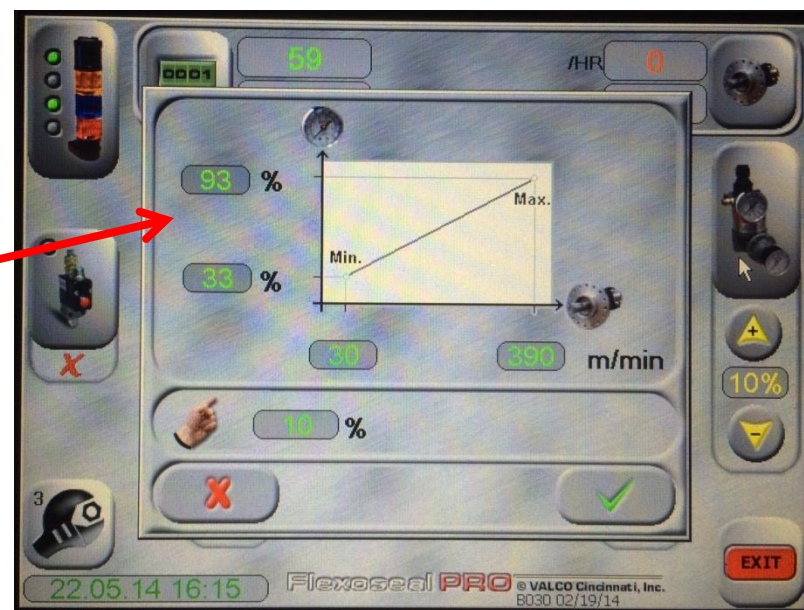 0001
59
/HR
0
93 %
Max.
Min.
33 %
30
390
m/min
10%
10 %
3
EXIT
22.05.14 16:15
Flexoseal PRO
© VALCO Cincinnati, Inc.
B030 02/19/14